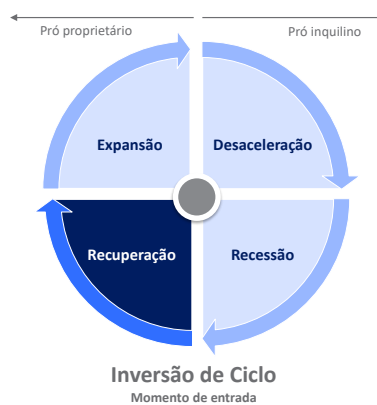 Pró proprietário
Pró inquilino
Expansão
Desaceleração
Recuperação
Recessão
Inversão de Ciclo
Momento de entrada